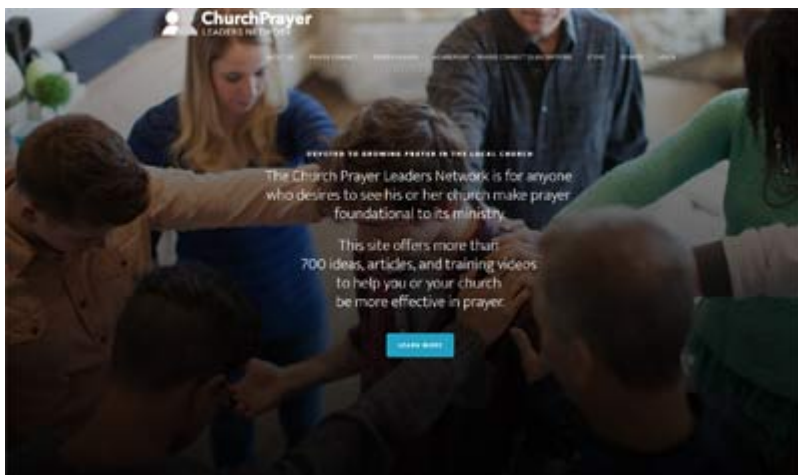 ChurchPrayer
LEADERS NETWORK
DEVOTED TO GROWING PRAYER IN THE LOCAL CHURCH
The Church Prayer Leaders Network is for anyone
who desires to see his or her church make prayer
foundational to its ministry.
This site offers more than
700 ideas, articles, and training videos
to help you or your church
be more effective in prayer.
LEARN MORE